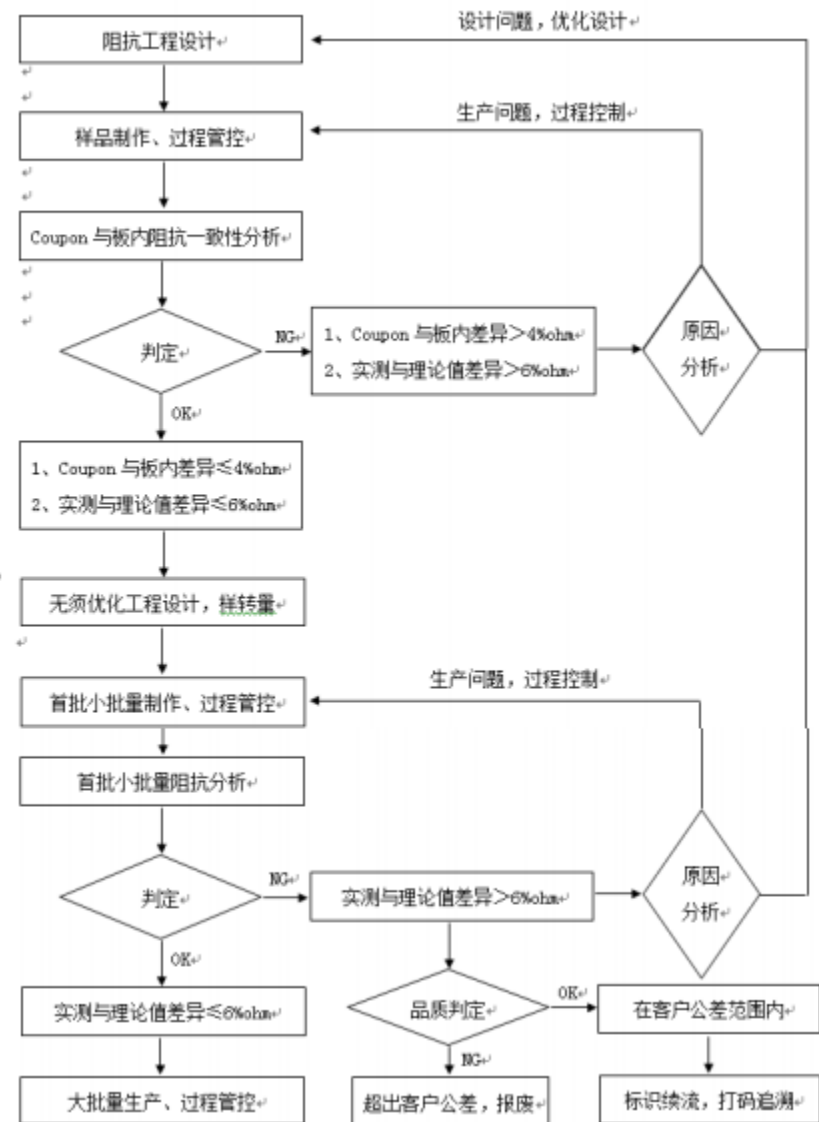 设计问题，优化设计
阻抗工程设计
生产问题，过程控制
样品制作、过程管控
Coupon 与板内阻抗一致性分析
判定
NG
1、Coupon 与板内差异＞4%ohm
2、实测与理论值差异＞6%ohm
原因
分析
OK
1、Coupon 与板内差异≤4%ohm
2、实测与理论值差异≤6%ohm
无须优化工程设计，样转量
生产问题，过程控制
首批小批量制作、过程管控
首批小批量阻抗分析
判定
NG
实测与理论值差异＞6%ohm
原因
分析
OK
实测与理论值差异≤6%ohm
品质判定
OK
在客户公差范围内
NG
大批量生产、过程管控
超出客户公差，报废
标识续流，打码追溯